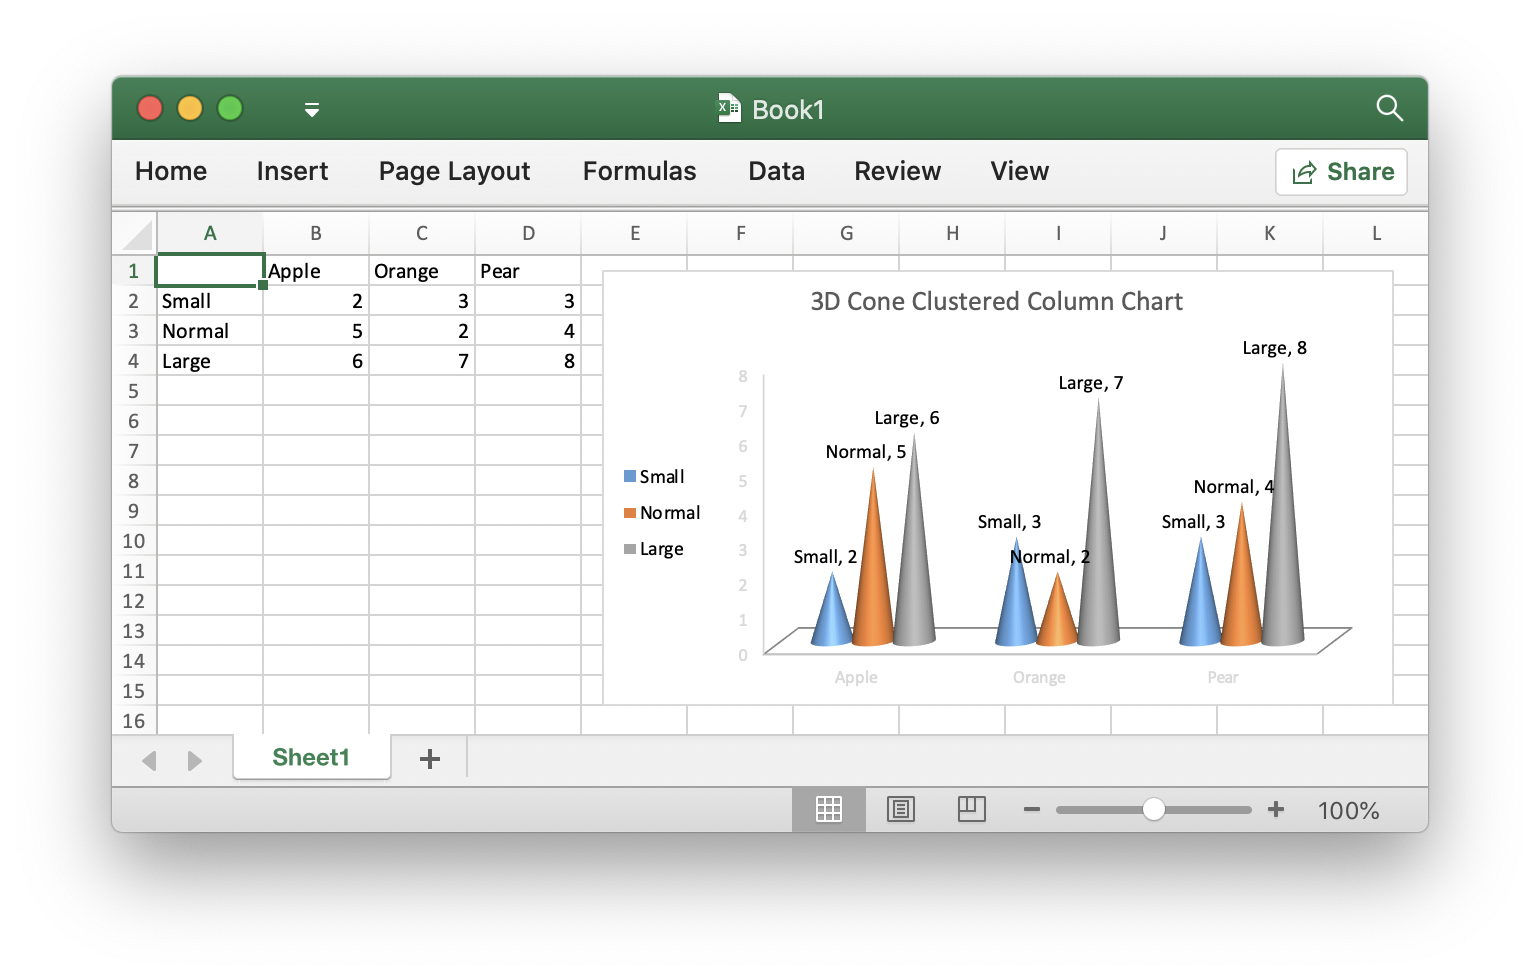 Book1
Home Insert Page Layout Formulas Data Review View Share
A B C D E F G H I J K L
1 Apple Orange Pear
2 Small 2 3 3
3 Normal 5 2 4
4 Large 6 7 8
5
6
7
8
9
10
11
12
13
14
15
16
3D Cone Clustered Column Chart
Large, 8
Large, 7
Large, 6
Normal, 5
Normal, 4
Small, 3
Small, 3
Small, 2
Normal, 2
8
7
6
5
4
3
2
1
0
Small
Normal
Large
Apple Orange Pear
Sheet1 +
100%